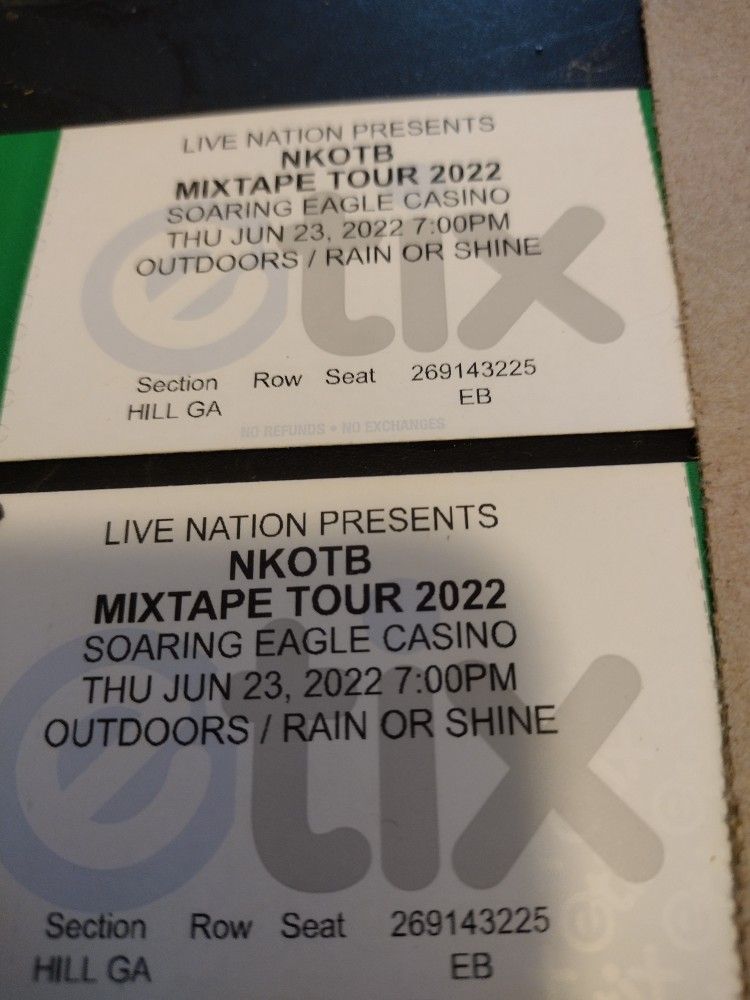 LIVE NATION PRESENTS
NKOTB
MIXTAPE TOUR 2022
SOARING EAGLE CASINO
THU JUN 23, 2022 7:00PM
OUTDOORS / RAIN OR SHINE
etix
Section Row Seat 269143225
HILL GA EB
NO REFUNDS • NO EXCHANGES
LIVE NATION PRESENTS
NKOTB
MIXTAPE TOUR 2022
SOARING EAGLE CASINO
THU JUN 23, 2022 7:00PM
OUTDOORS / RAIN OR SHINE
etix
Section Row Seat 269143225
HILL GA EB